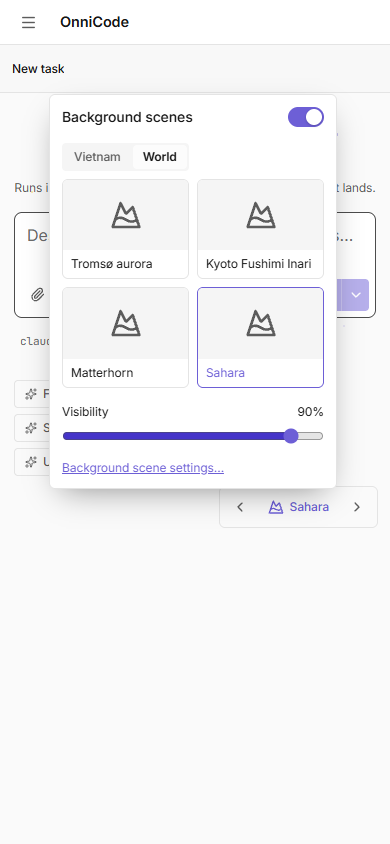 OnniCode
New task
Background scenes
Vietnam World
Runs i
t lands.
De
s...
Tromsø aurora
Kyoto Fushimi Inari
clau
Matterhorn
Sahara
F
S
U
Visibility 90%
Background scene settings...
Sahara